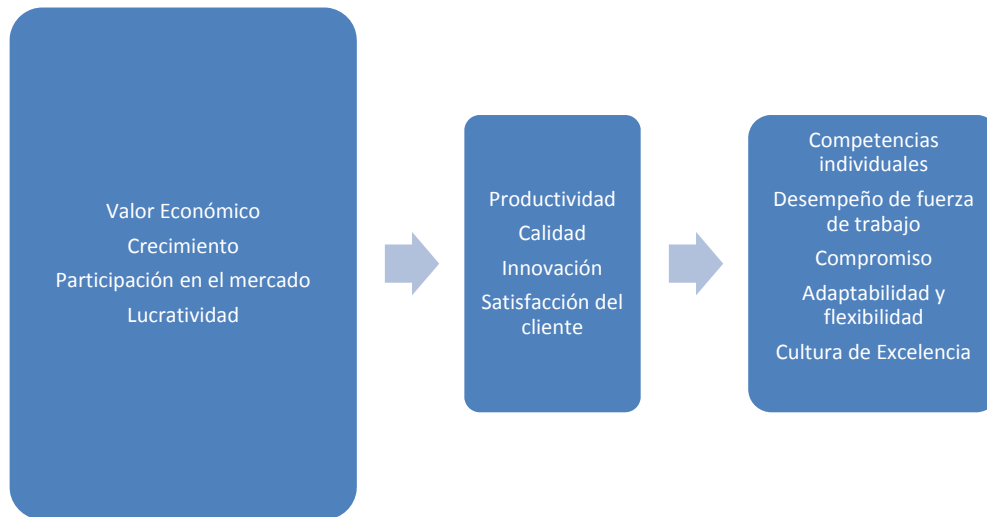 Valor Económico
Crecimiento
Participación en el mercado
Lucratividad
Productividad
Calidad
Innovación
Satisfacción del
cliente
Competencias
individuales
Desempeño de fuerza
de trabajo
Compromiso
Adaptabilidad y
flexibilidad
Cultura de Excelencia